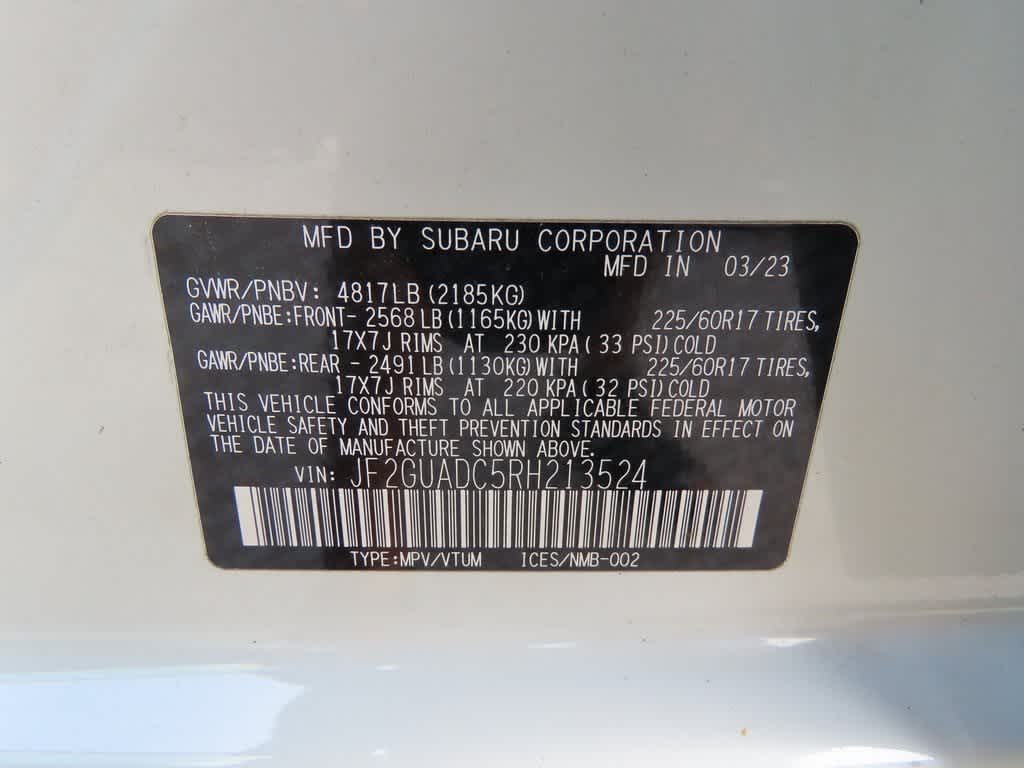 MFD BY SUBARU CORPORATION
MFD IN 03/23
GVWR/PNBV: 4817LB (2185KG)
GAWR/PNBE:FRONT- 2568 LB (1165KG) WITH 225/60R17 TIRES,
17X7J RIMS AT 230 KPA ( 33 PSI) COLD
GAWR/PNBE:REAR - 2491 LB (1130KG) WITH 225/60R17 TIRES,
17X7J RIMS AT 220 KPA ( 32 PSI) COLD
THIS VEHICLE CONFORMS TO ALL APPLICABLE FEDERAL MOTOR
VEHICLE SAFETY AND THEFT PREVENTION STANDARDS IN EFFECT ON
THE DATE OF MANUFACTURE SHOWN ABOVE.
VIN: JF2GUADC5RH213524
TYPE:MPV/VTUM ICES/NMB-002